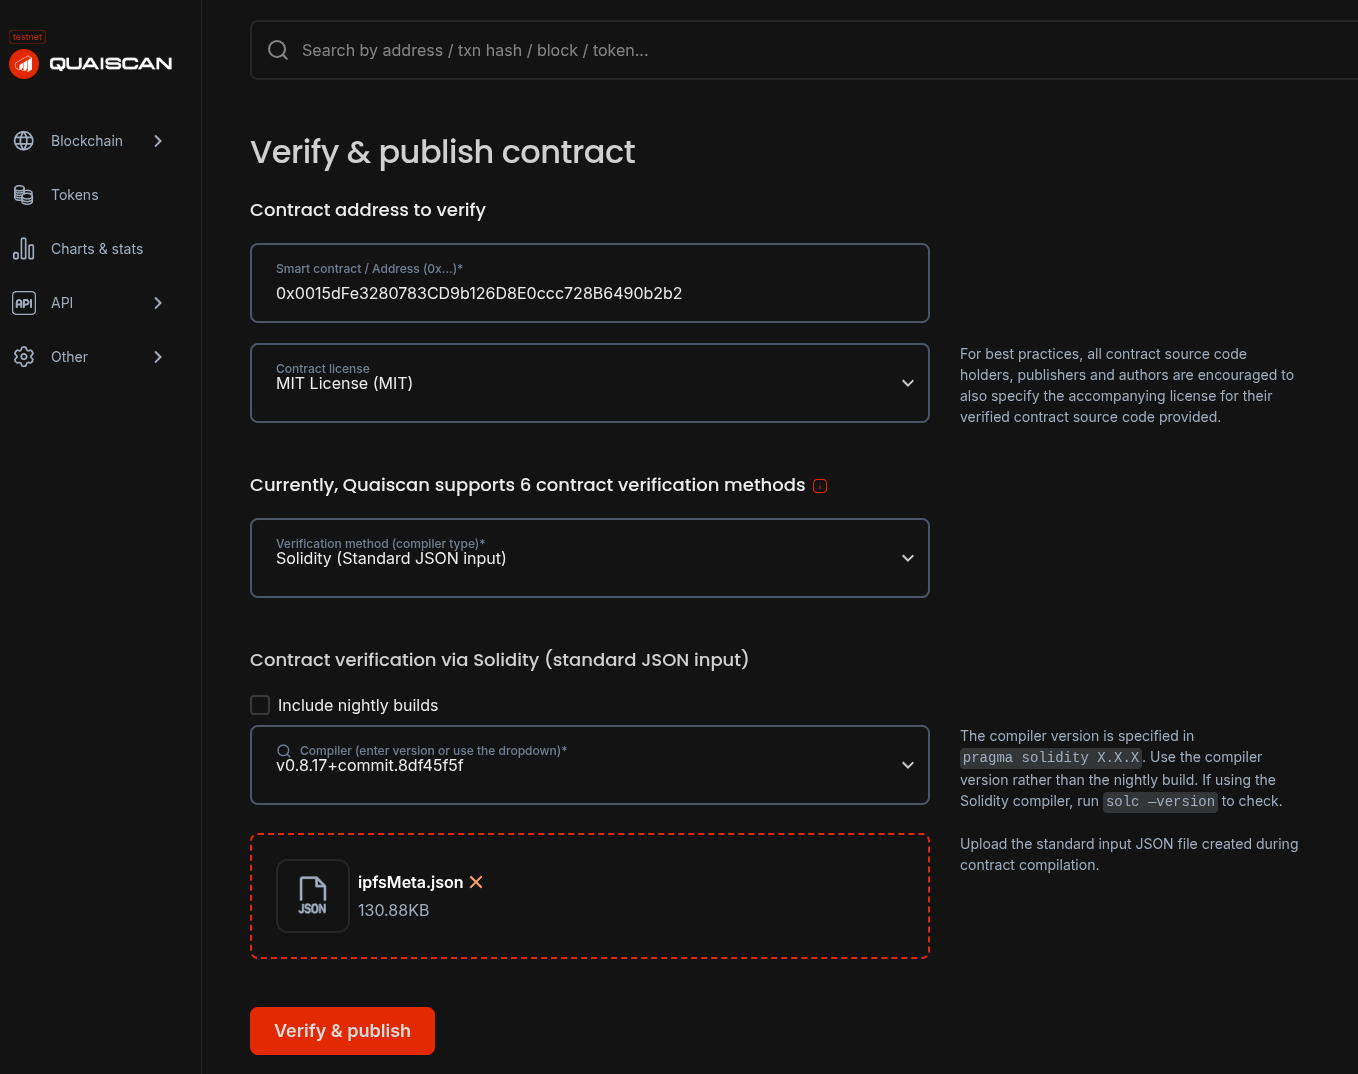 testnet
QUAISCAN
Search by address / txn hash / block / token...
Blockchain
Tokens
Charts & stats
API
API
Other
Verify & publish contract
Contract address to verify
Smart contract / Address (0x...)*
0x0015dFe3280783CD9b126D8E0ccc728B6490b2b2
Contract license
MIT License (MIT)
For best practices, all contract source code
holders, publishers and authors are encouraged to
also specify the accompanying license for their
verified contract source code provided.
Currently, Quaiscan supports 6 contract verification methods
Verification method (compiler type)*
Solidity (Standard JSON input)
Contract verification via Solidity (standard JSON input)
Include nightly builds
Compiler (enter version or use the dropdown)*
v0.8.17+commit.8df45f5f
The compiler version is specified in
pragma solidity X.X.X. Use the compiler
version rather than the nightly build. If using the
Solidity compiler, run solc —version to check.
Upload the standard input JSON file created during
contract compilation.
JSON
ipfsMeta.json
130.88KB
Verify & publish